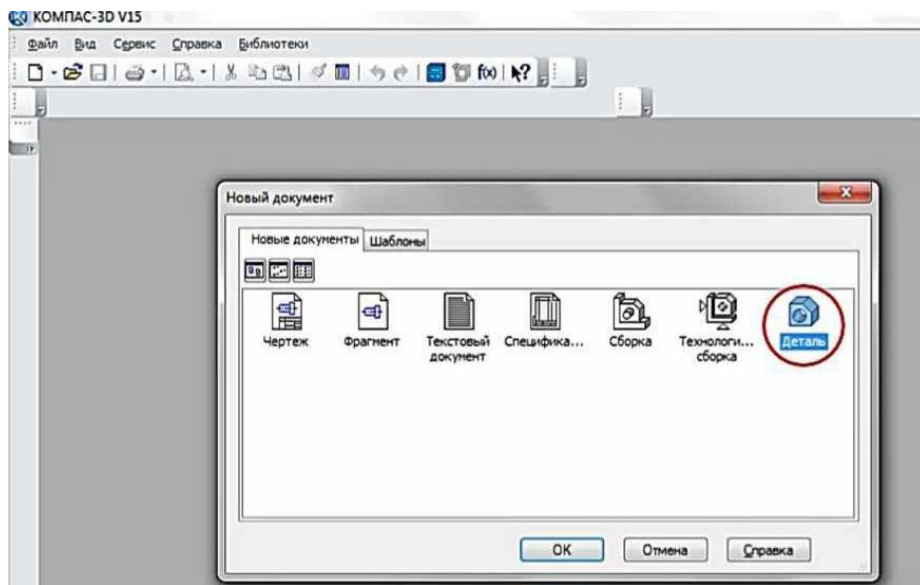 КОМПАС-3D V15
Файл Вид Сервис Справка Библиотеки
f(x)
Новый документ
Новые документы Шаблоны
Чертеж Фрагмент Текстовый документ Специфика... Сборка Технологи... сборка Деталь
OK Отмена Справка